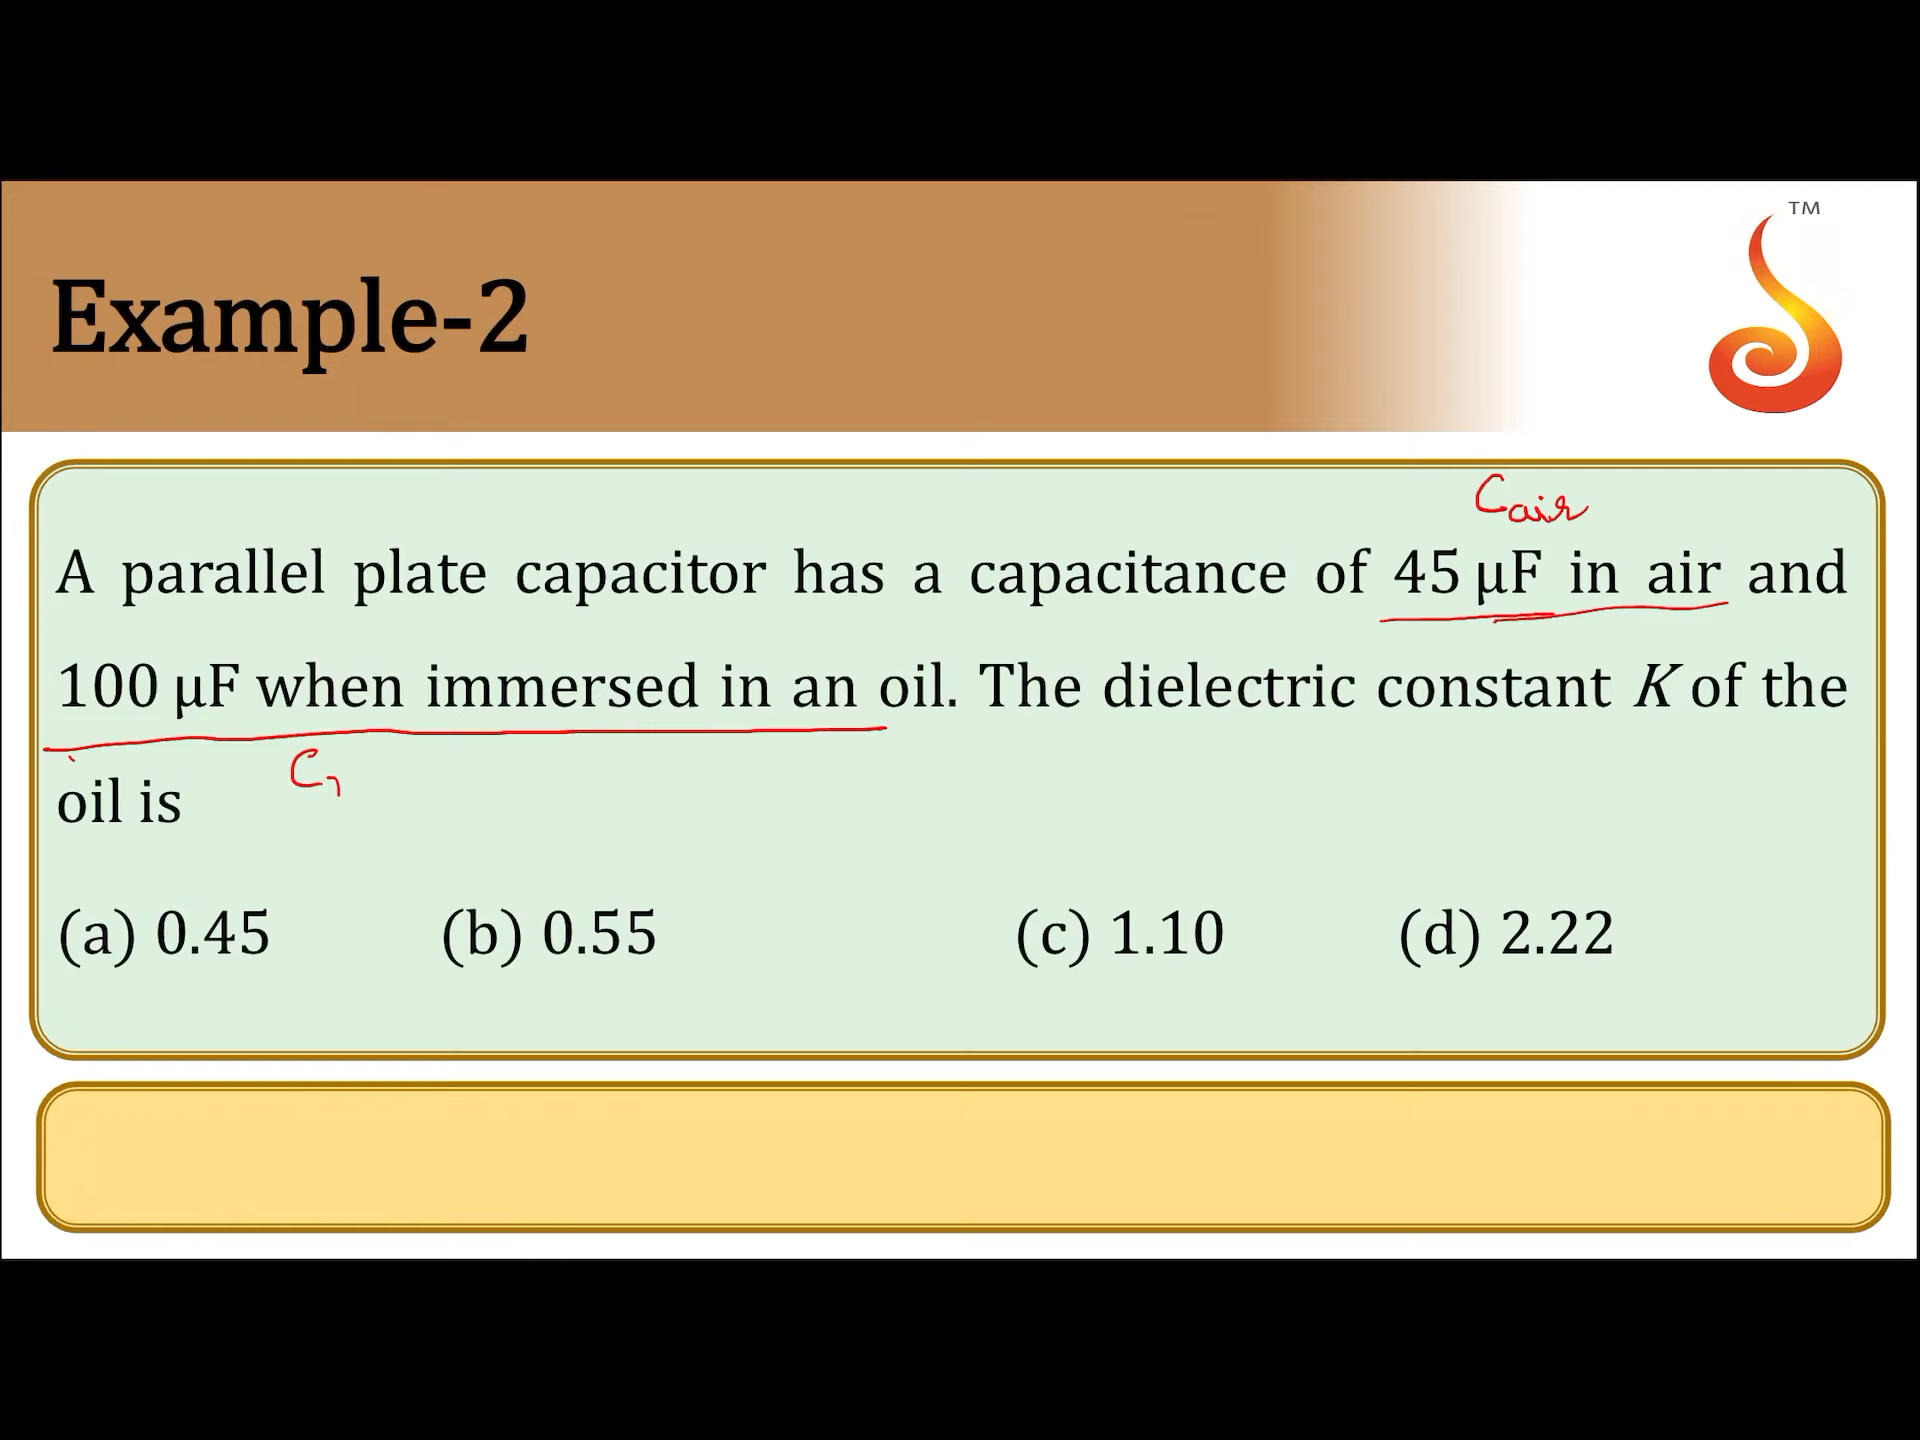 TM
Example-2
Cair
A parallel plate capacitor has a capacitance of 45 μF in air and
100 μF when immersed in an oil. The dielectric constant K of the
oil is
(a) 0.45 (b) 0.55 (c) 1.10 (d) 2.22